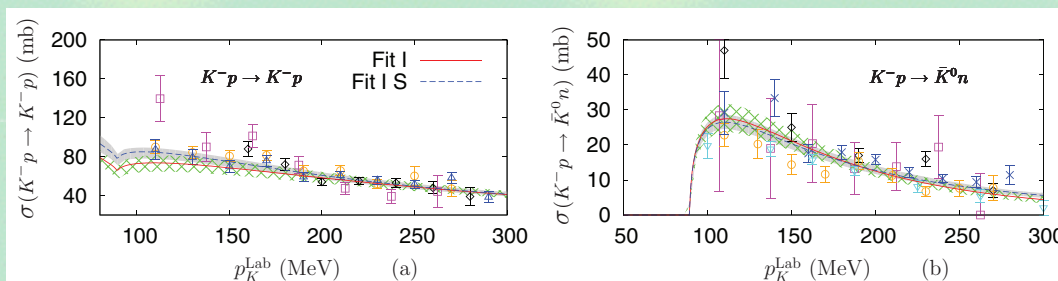 σ(K⁻p → K⁻p) (mb)
200
160
120
80
40
K⁻p → K⁻p
Fit I
Fit I S
100
150
200
250
300
p_K^Lab (MeV)
(a)
σ(K⁻p → K̄⁰n) (mb)
50
40
30
20
10
0
K⁻p → K̄⁰n
50
100
150
200
250
300
p_K^Lab (MeV)
(b)